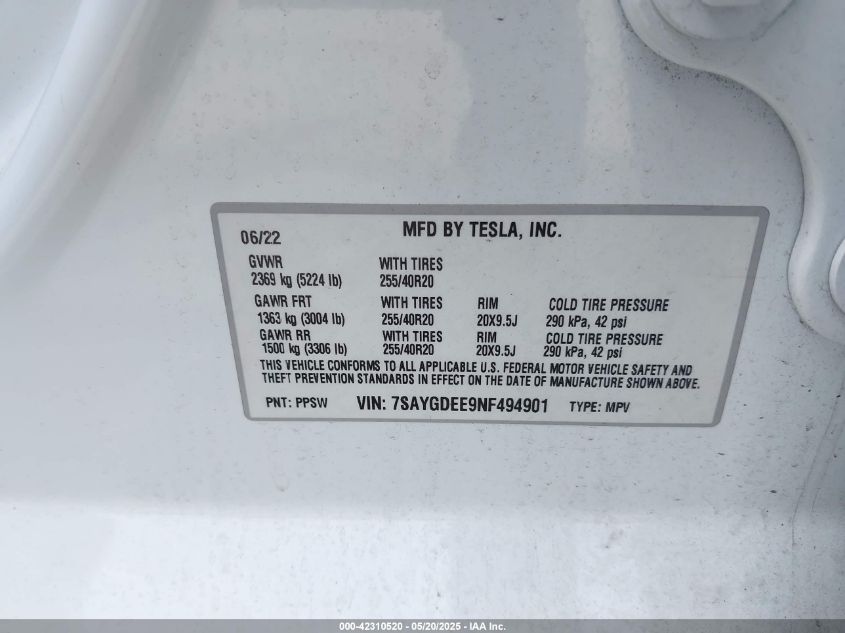 06/22 MFD BY TESLA, INC.
GVWR WITH TIRES
2369 kg (5224 lb) 255/40R20
GAWR FRT WITH TIRES RIM COLD TIRE PRESSURE
1363 kg (3004 lb) 255/40R20 20X9.5J 290 kPa, 42 psi
GAWR RR WITH TIRES RIM COLD TIRE PRESSURE
1500 kg (3306 lb) 255/40R20 20X9.5J 290 kPa, 42 psi
THIS VEHICLE CONFORMS TO ALL APPLICABLE U.S. FEDERAL MOTOR VEHICLE SAFETY AND
THEFT PREVENTION STANDARDS IN EFFECT ON THE DATE OF MANUFACTURE SHOWN ABOVE.
PNT: PPSW VIN: 7SAYGDEE9NF494901 TYPE: MPV
000-42310520 - 05/20/2025 - IAA Inc.